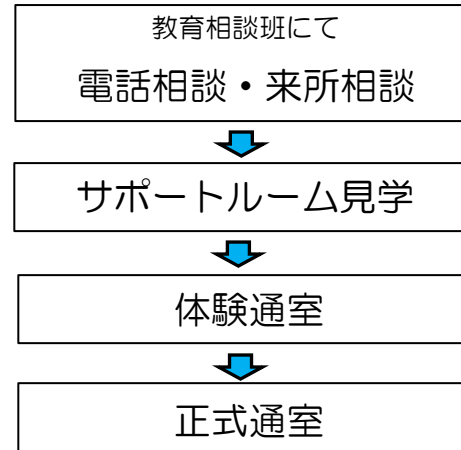 教育相談班にて
電話相談・来所相談
サポートルーム見学
体験通室
正式通室